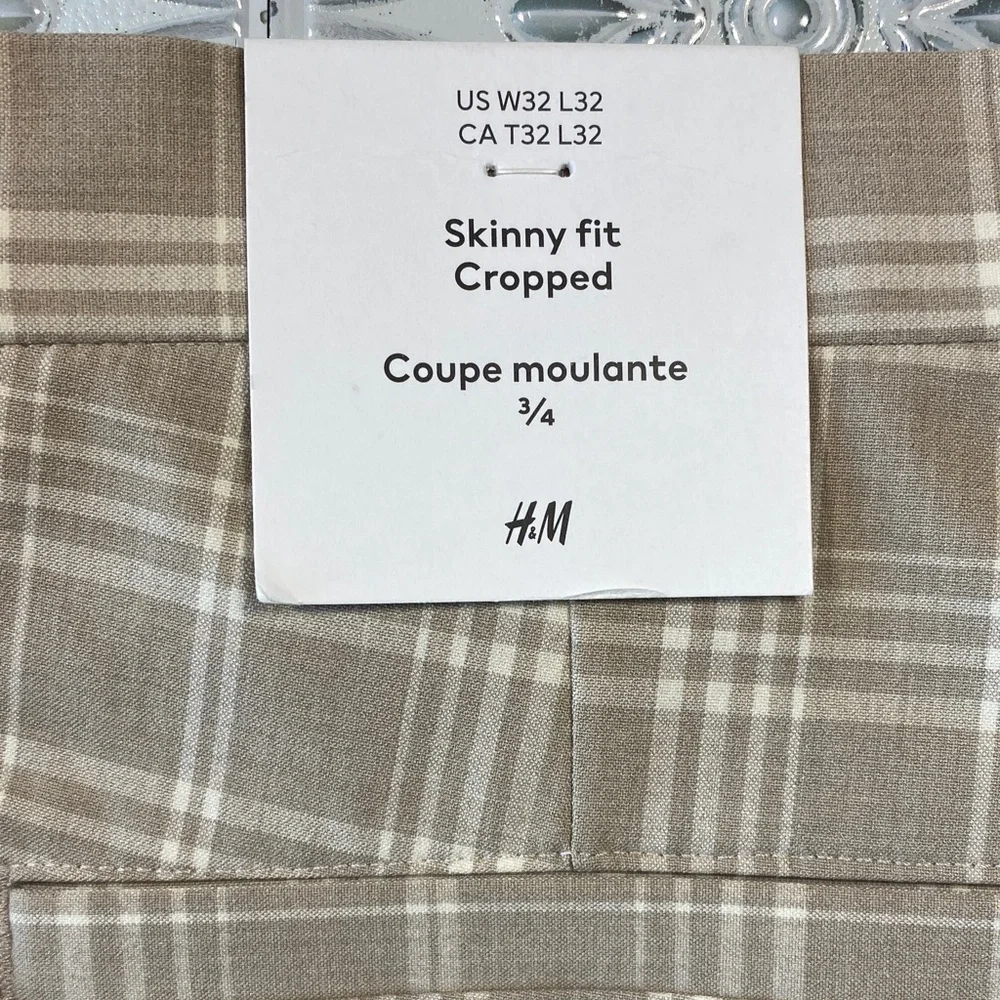 US W32 L32
CA T32 L32
Skinny fit
Cropped
Coupe moulante
¾
H&M